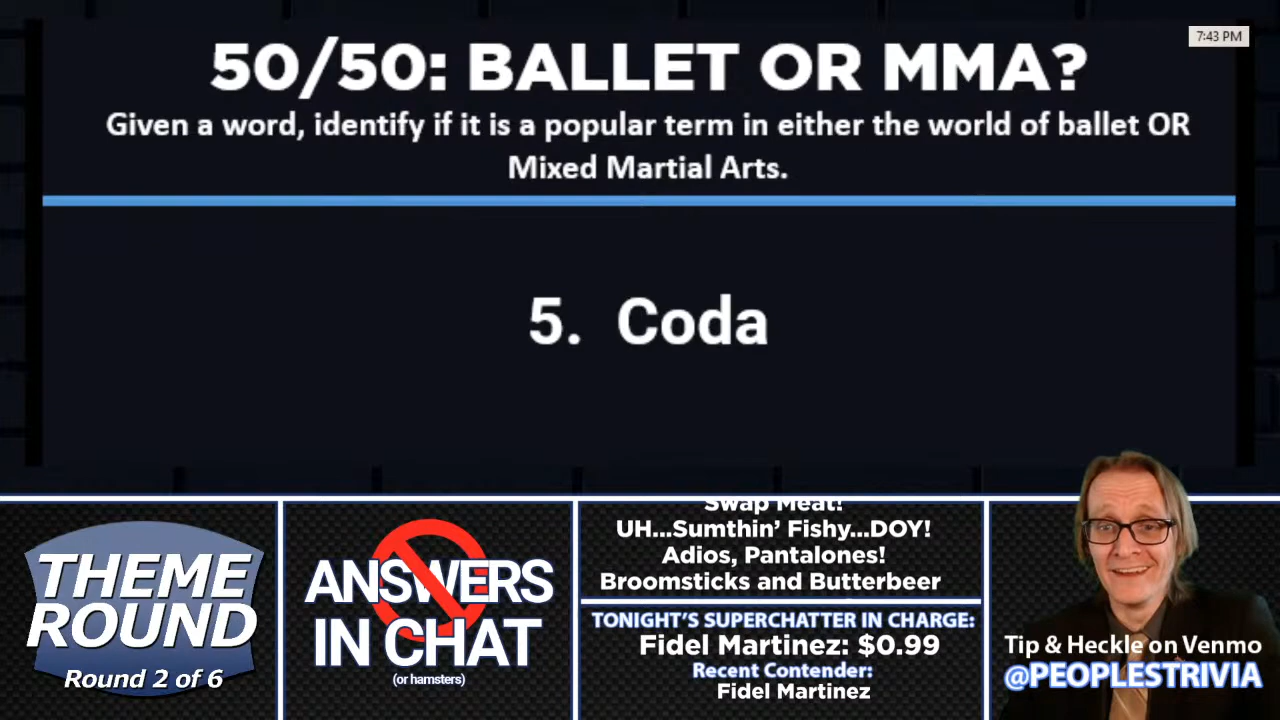 7:43 PM
50/50: BALLET OR MMA?
Given a word, identify if it is a popular term in either the world of ballet OR
Mixed Martial Arts.
5. Coda
THEME
ROUND
Round 2 of 6
ANSWERS
IN CHAT
(or hamsters)
Swap Meat!
UH...Sumthin' Fishy...DOY!
Adios, Pantalones!
Broomsticks and Butterbeer
TONIGHT'S SUPERCHATTER IN CHARGE:
Fidel Martinez: $0.99
Recent Contender:
Fidel Martinez
Tip & Heckle on Venmo
@PEOPLESTRIVIA